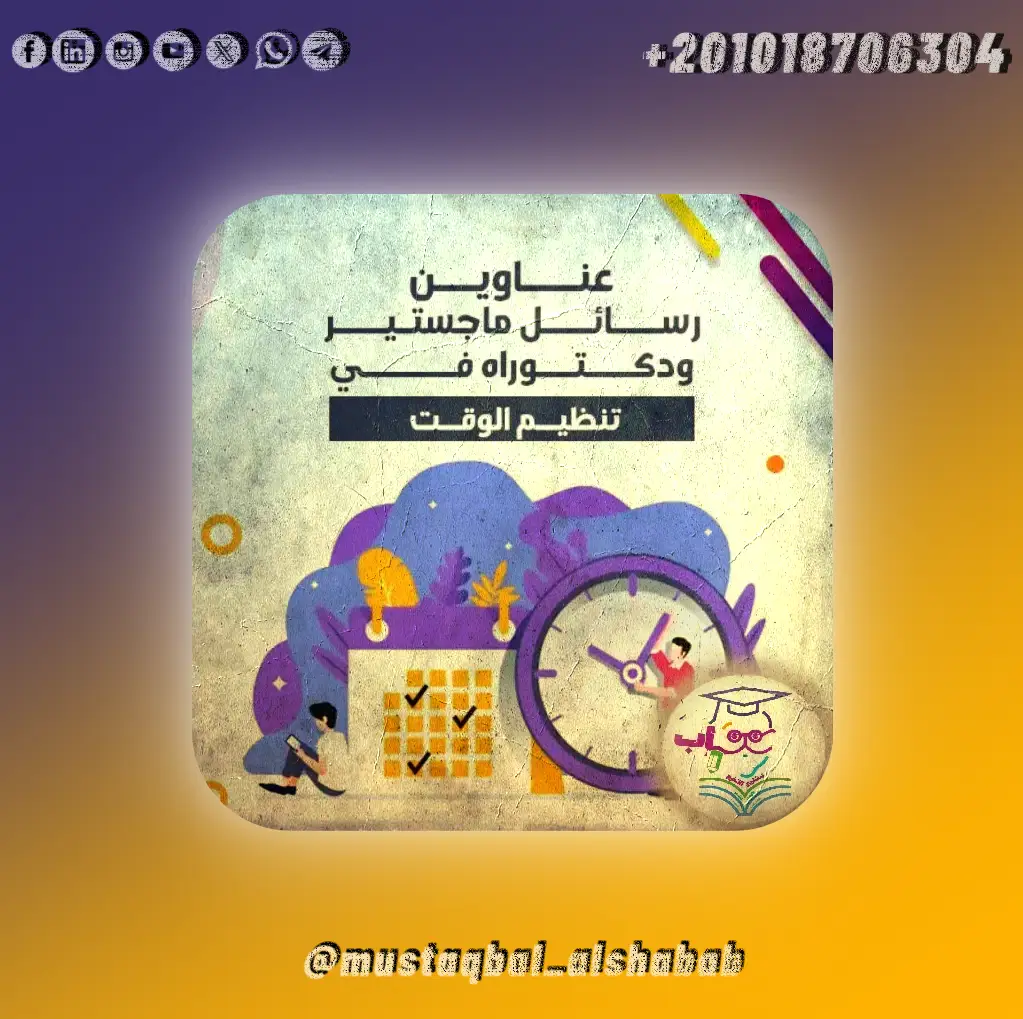 +201018706304
عناوين
رسائل ماجستير
ودكتوراه في
تنظيم الوقت
@mustaqbal_alshabab